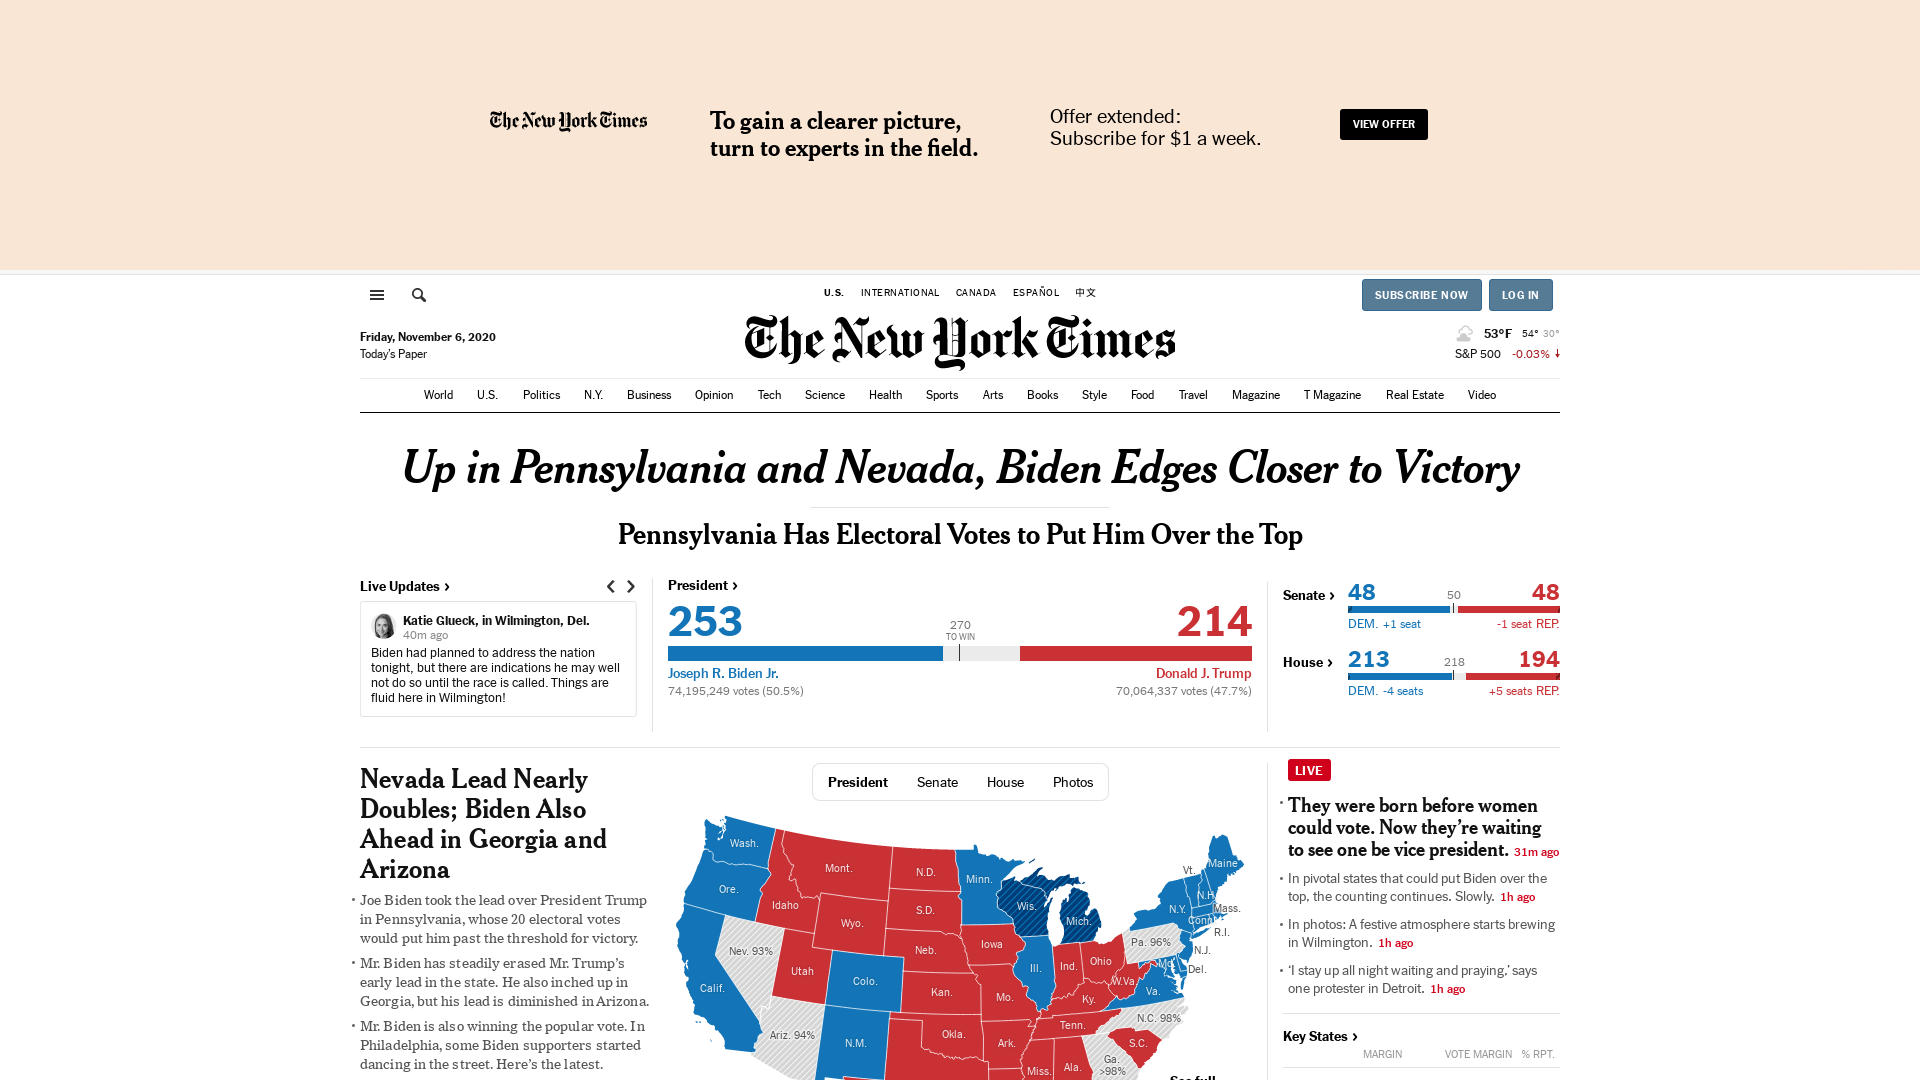 The New York Times
To gain a clearer picture,
turn to experts in the field.
Offer extended:
Subscribe for $1 a week.
VIEW OFFER
U.S. INTERNATIONAL CANADA ESPAÑOL 中文
SUBSCRIBE NOW LOG IN
Friday, November 6, 2020
Today's Paper
The New York Times
53°F 54° 30°
S&P 500 -0.03%
World U.S. Politics N.Y. Business Opinion Tech Science Health Sports Arts Books Style Food Travel Magazine T Magazine Real Estate Video
Up in Pennsylvania and Nevada, Biden Edges Closer to Victory
Pennsylvania Has Electoral Votes to Put Him Over the Top
Live Updates ›
Katie Glueck, in Wilmington, Del.
40m ago
Biden had planned to address the nation
tonight, but there are indications he may well
not do so until the race is called. Things are
fluid here in Wilmington!
President ›
253 214
270
TO WIN
Joseph R. Biden Jr. Donald J. Trump
74,195,249 votes (50.5%) 70,064,337 votes (47.7%)
Senate › 48 50 48
DEM. +1 seat -1 seat REP.
House › 213 218 194
DEM. -4 seats +5 seats REP.
Nevada Lead Nearly
Doubles; Biden Also
Ahead in Georgia and
Arizona
• Joe Biden took the lead over President Trump
in Pennsylvania, whose 20 electoral votes
would put him past the threshold for victory.
• Mr. Biden has steadily erased Mr. Trump’s
early lead in the state. He also inched up in
Georgia, but his lead is diminished in Arizona.
• Mr. Biden is also winning the popular vote. In
Philadelphia, some Biden supporters started
dancing in the street. Here’s the latest.
President Senate House Photos
Wash.
Mont.
N.D.
Minn.
Vt.
Maine
Ore.
Idaho
S.D.
Wis.
Mich.
N.Y.
N.H.
Mass.
Conn.
R.I.
Wyo.
Iowa
Neb.
Nev. 93%
Utah
Colo.
Ill.
Ind.
Ohio
Pa. 96%
N.J.
Md.
Del.
Calif.
Kan.
Mo.
Ky.
W.Va.
Va.
Ariz. 94%
N.M.
Okla.
Ark.
Tenn.
N.C. 98%
S.C.
Miss.
Ala.
Ga.
>98%
See full
LIVE
• They were born before women
could vote. Now they’re waiting
to see one be vice president. 31m ago
• In pivotal states that could put Biden over the
top, the counting continues. Slowly. 1h ago
• In photos: A festive atmosphere starts brewing
in Wilmington. 1h ago
• ‘I stay up all night waiting and praying,’ says
one protester in Detroit. 1h ago
Key States ›
MARGIN VOTE MARGIN % RPT.